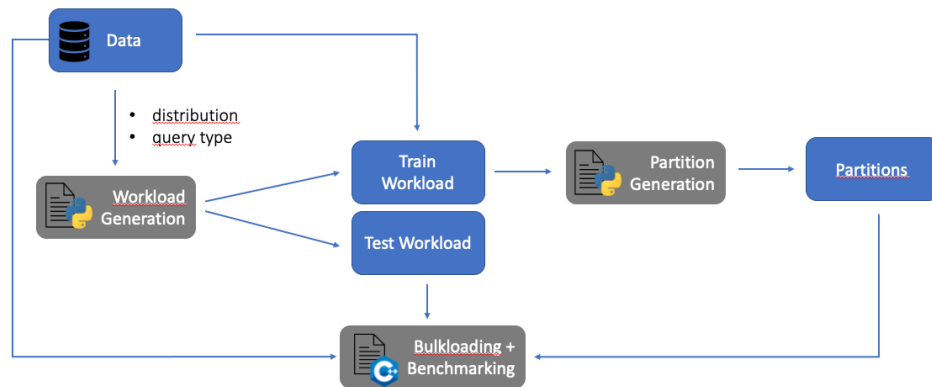 Data
• distribution
• query type
Workload
Generation
Train
Workload
Test Workload
Partition
Generation
Partitions
Bulkloading +
Benchmarking
C++